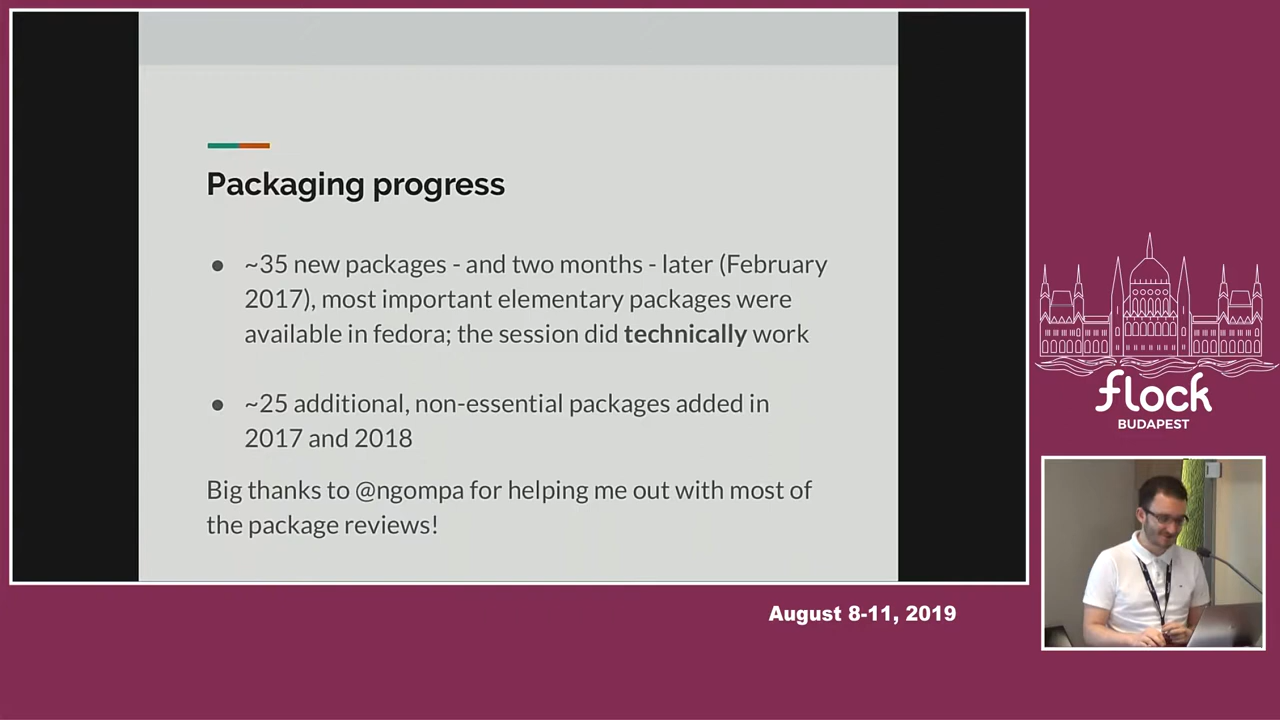 Packaging progress
● ~35 new packages - and two months - later (February
2017), most important elementary packages were
available in fedora; the session did technically work
● ~25 additional, non-essential packages added in
2017 and 2018
Big thanks to @ngompa for helping me out with most of
the package reviews!
flock
BUDAPEST
August 8-11, 2019